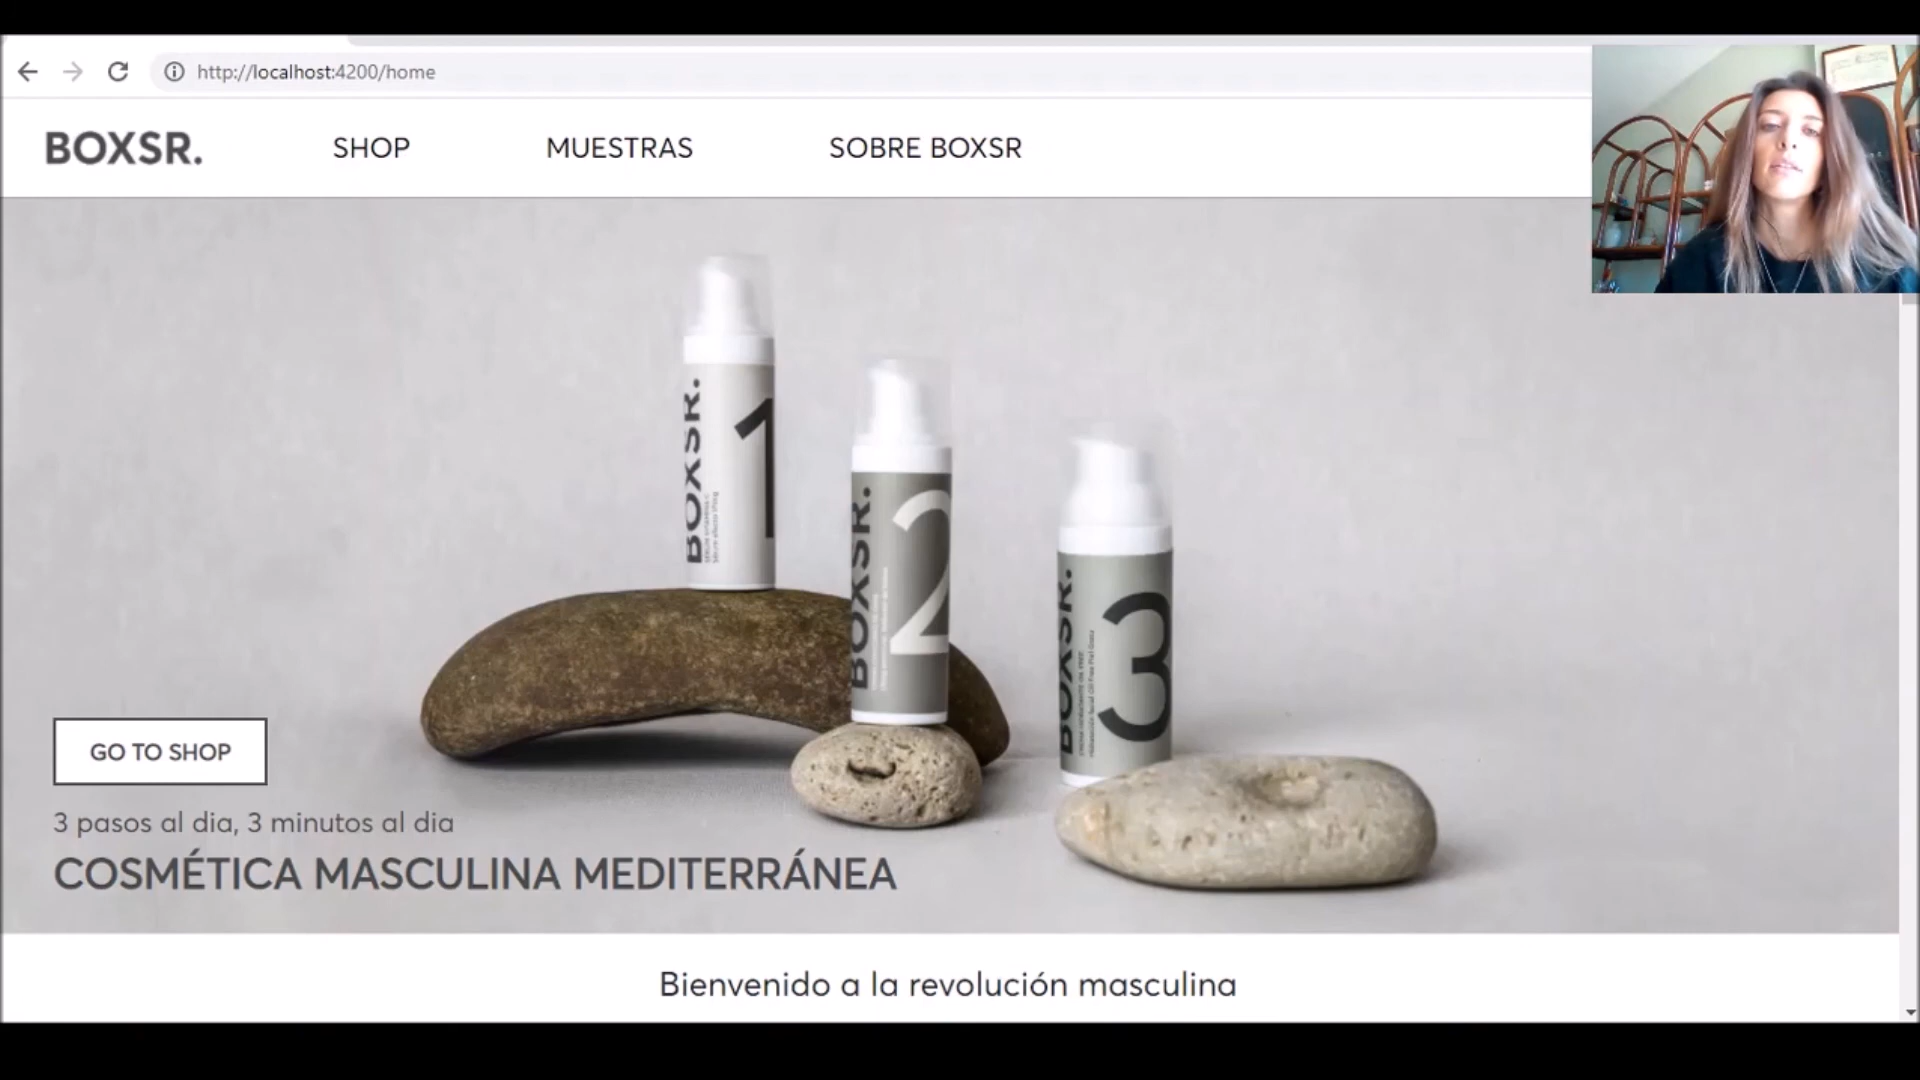 http://localhost:4200/home
BOXSR.
SHOP
MUESTRAS
SOBRE BOXSR
BOXSR.
1
BOXSR.
2
BOXSR.
3
GO TO SHOP
3 pasos al dia, 3 minutos al dia
COSMÉTICA MASCULINA MEDITERRÁNEA
Bienvenido a la revolución masculina